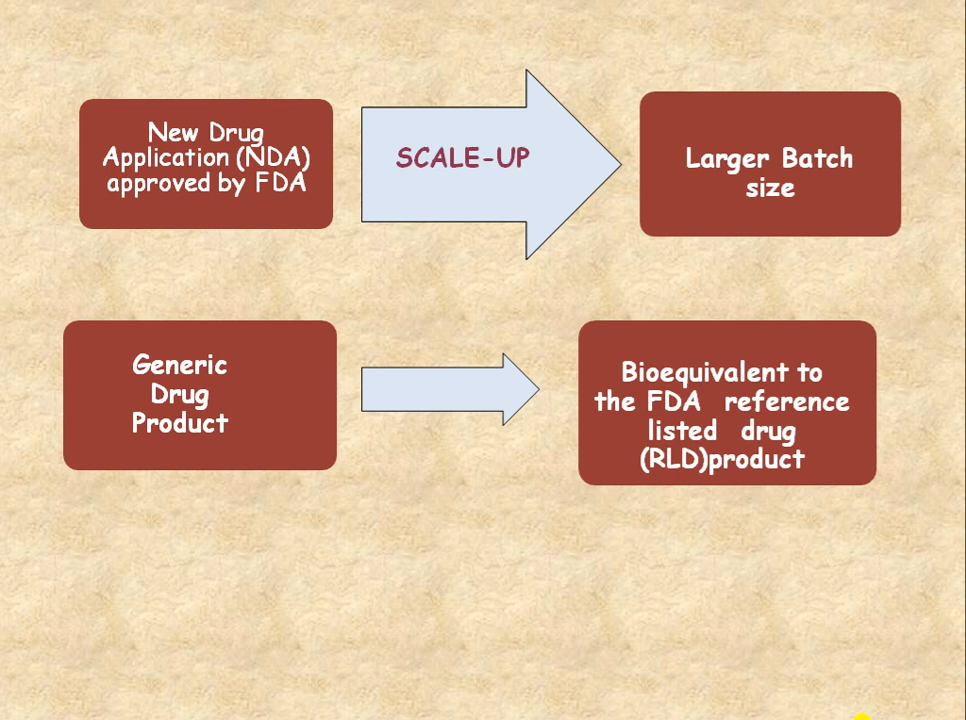 New Drug
Application (NDA)
approved by FDA
SCALE-UP
Larger Batch
size
Generic
Drug
Product
Bioequivalent to
the FDA reference
listed drug
(RLD)product